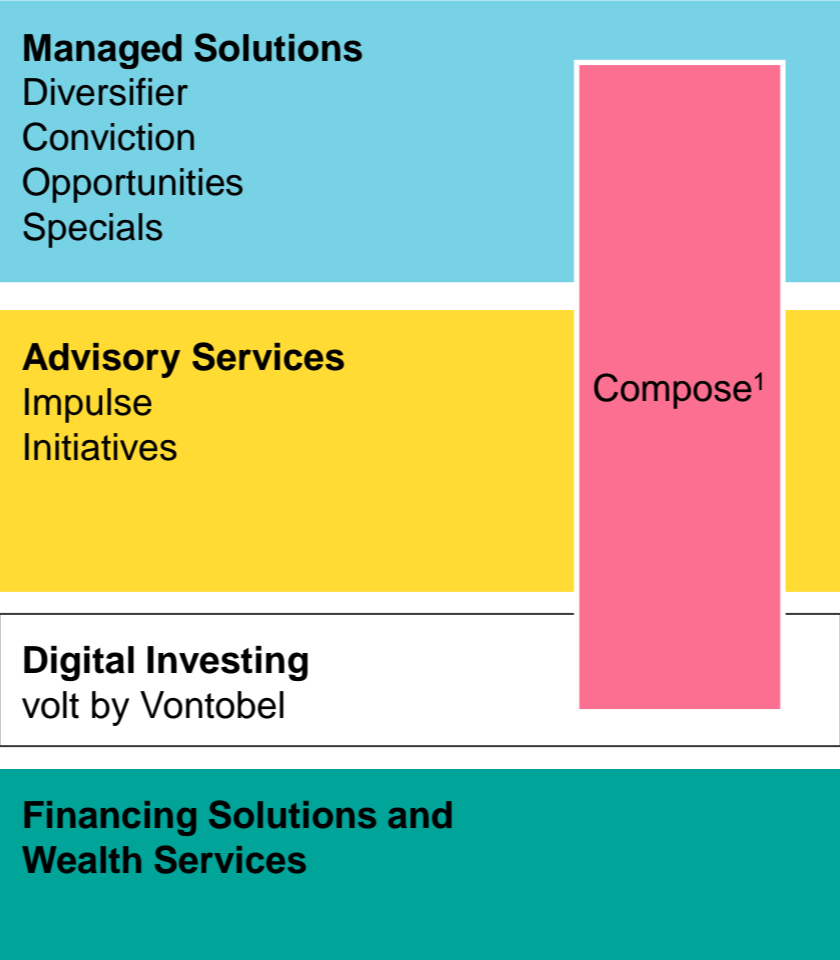 Managed Solutions
Diversifier
Conviction
Opportunities
Specials
Advisory Services
Impulse
Initiatives
Compose¹
Digital Investing
volt by Vontobel
Financing Solutions and
Wealth Services